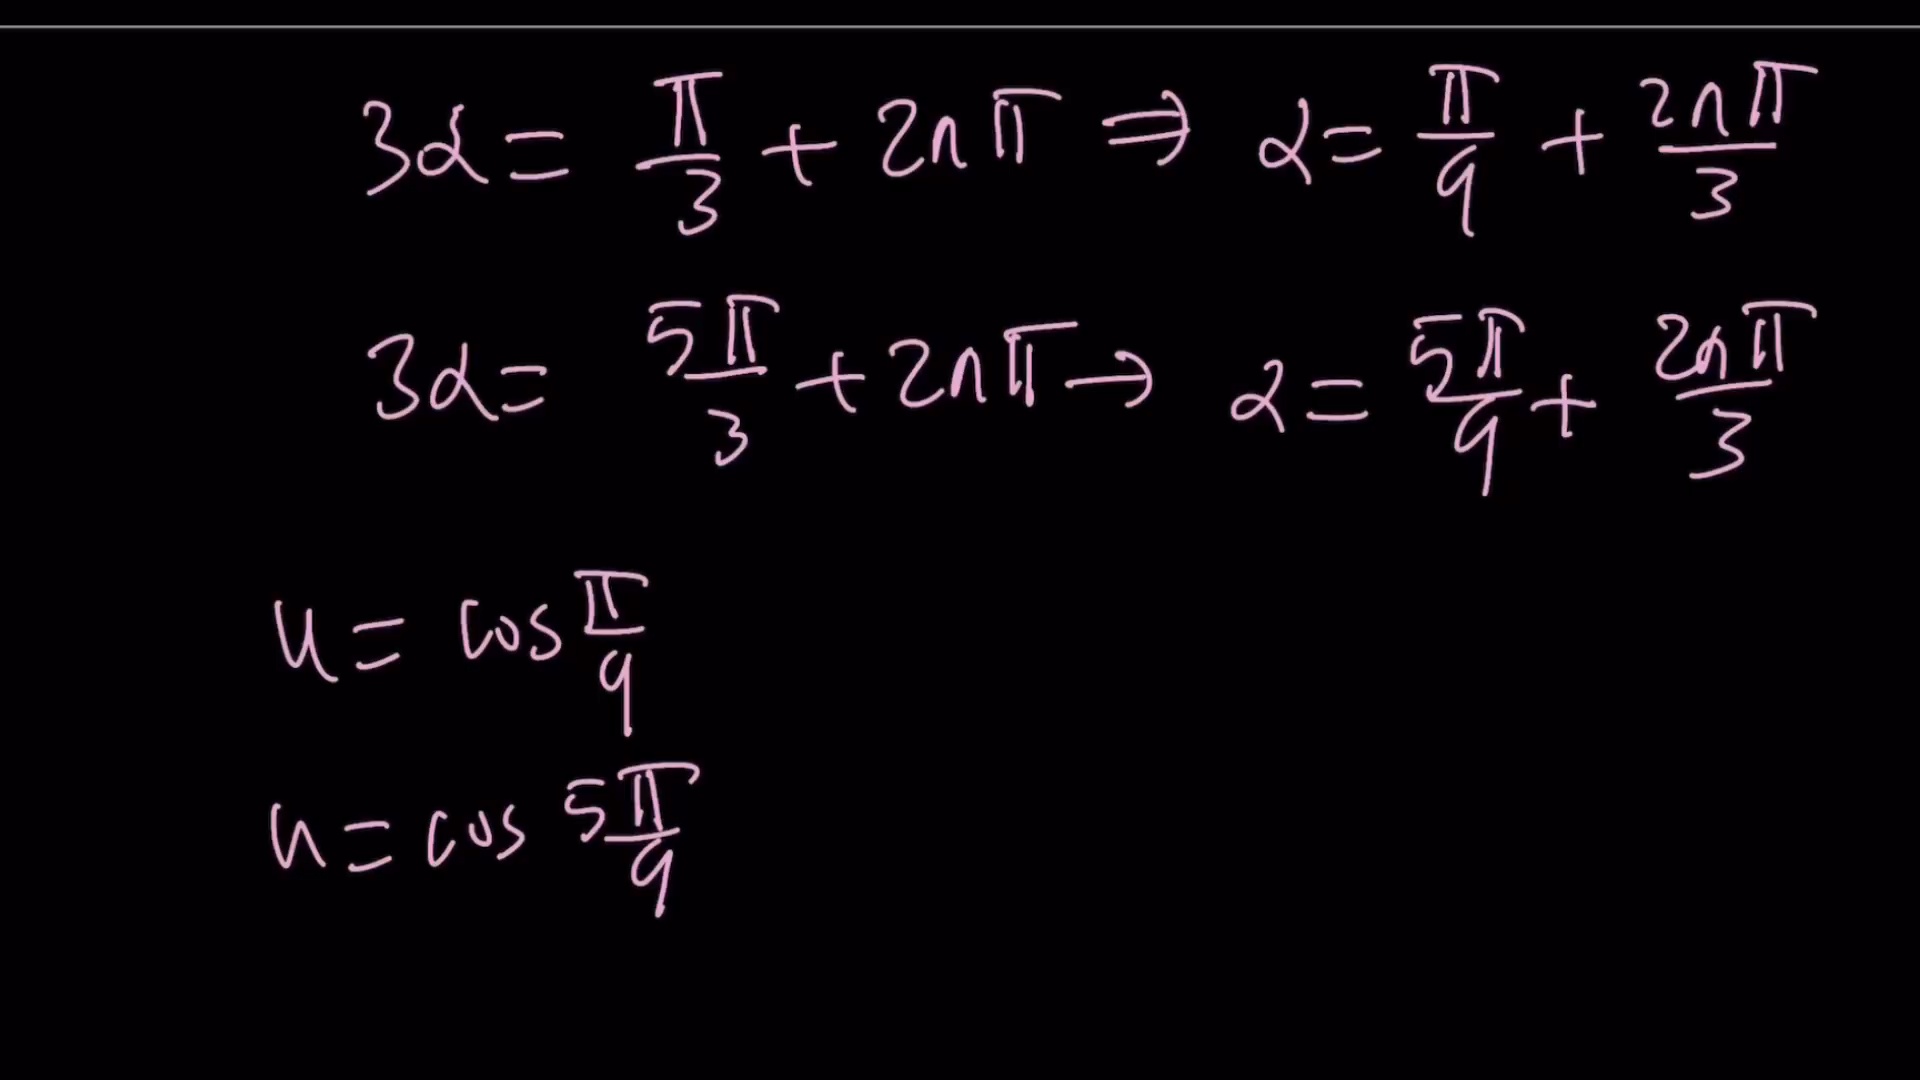 3α = π/3 + 2nπ ⇒ α = π/9 + 2nπ/3
3α = 5π/3 + 2nπ → α = 5π/9 + 2nπ/3
u = cos π/9
u = cos 5π/9